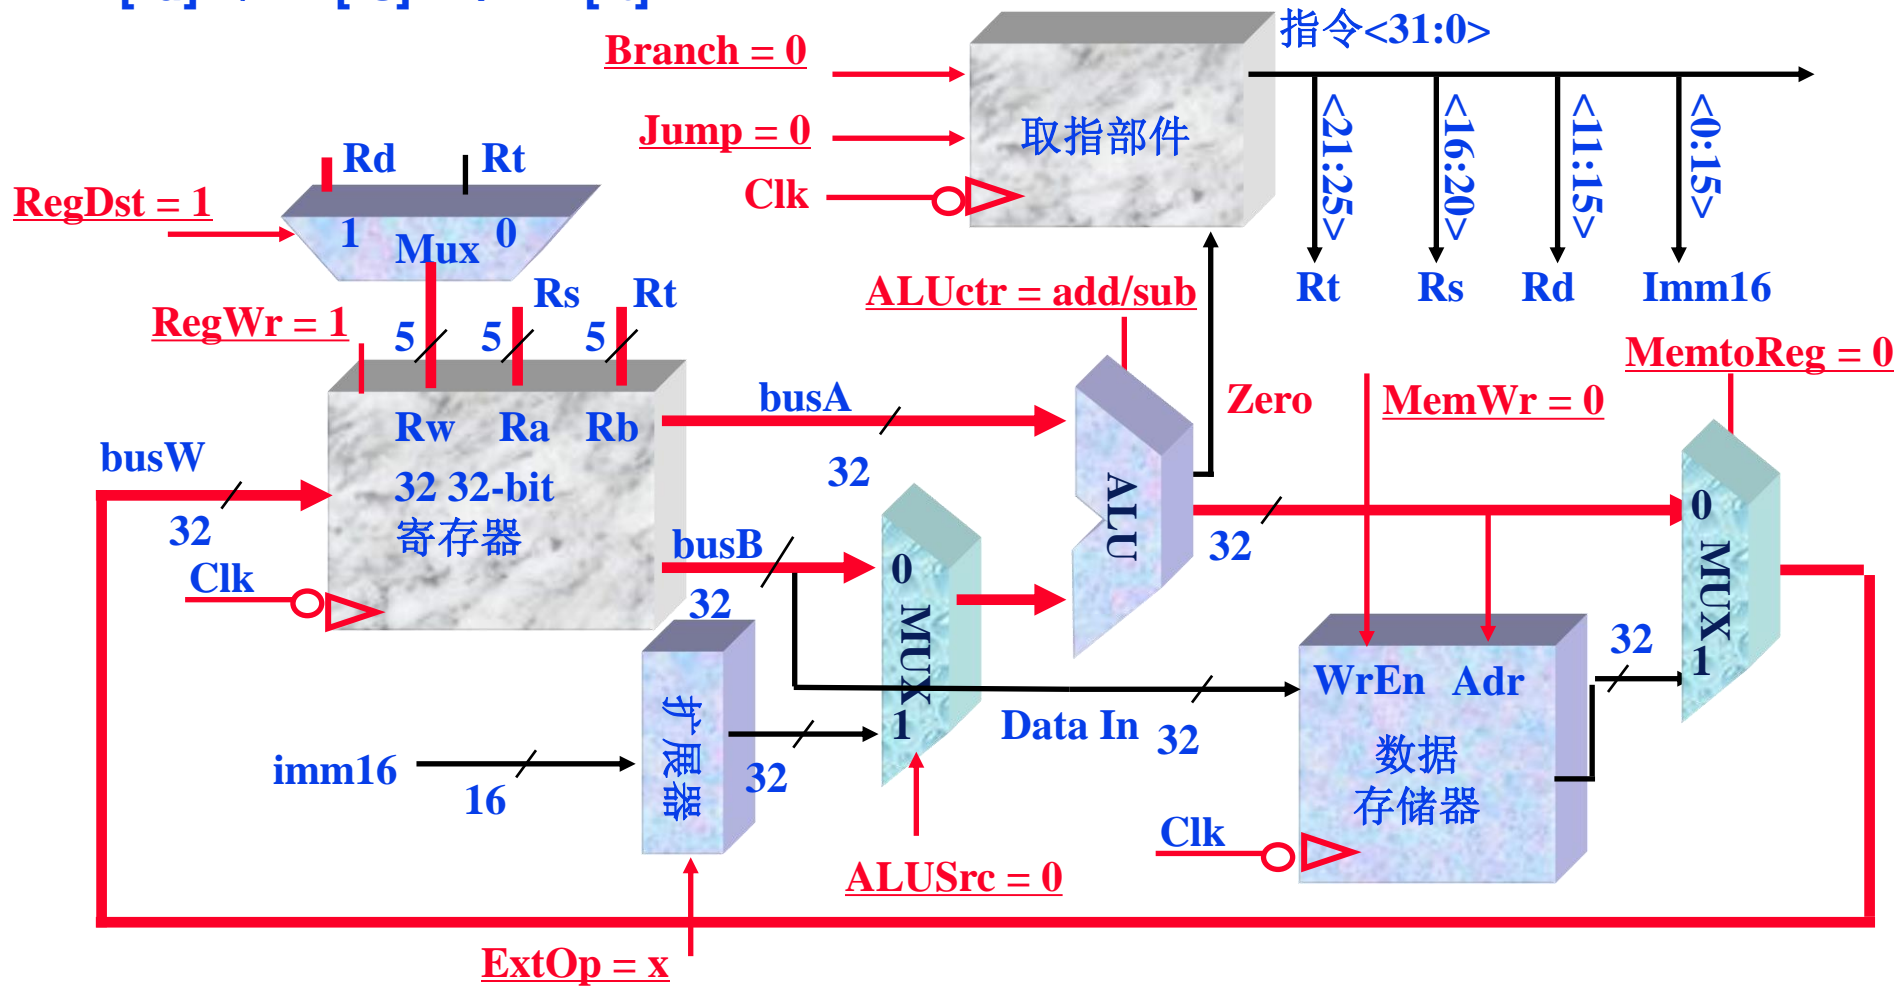 指令<31:0>
Branch = 0
Jump = 0
Clk
取指部件
<21:25>
<16:20>
<11:15>
<0:15>
Rt
Rs
Rd
Imm16
Rd
Rt
RegDst = 1
1
Mux
0
RegWr = 1
5
5
Rs
5
Rt
ALUctr = add/sub
Zero
MemWr = 0
MemtoReg = 0
busW
32
Rw
Ra
Rb
32 32-bit
寄存器
Clk
busA
32
busB
32
0
MUX
1
ALU
32
0
MUX
1
32
WrEn
Adr
数据
存储器
Clk
Data In
32
imm16
16
扩展器
32
ALUSrc = 0
ExtOp = x